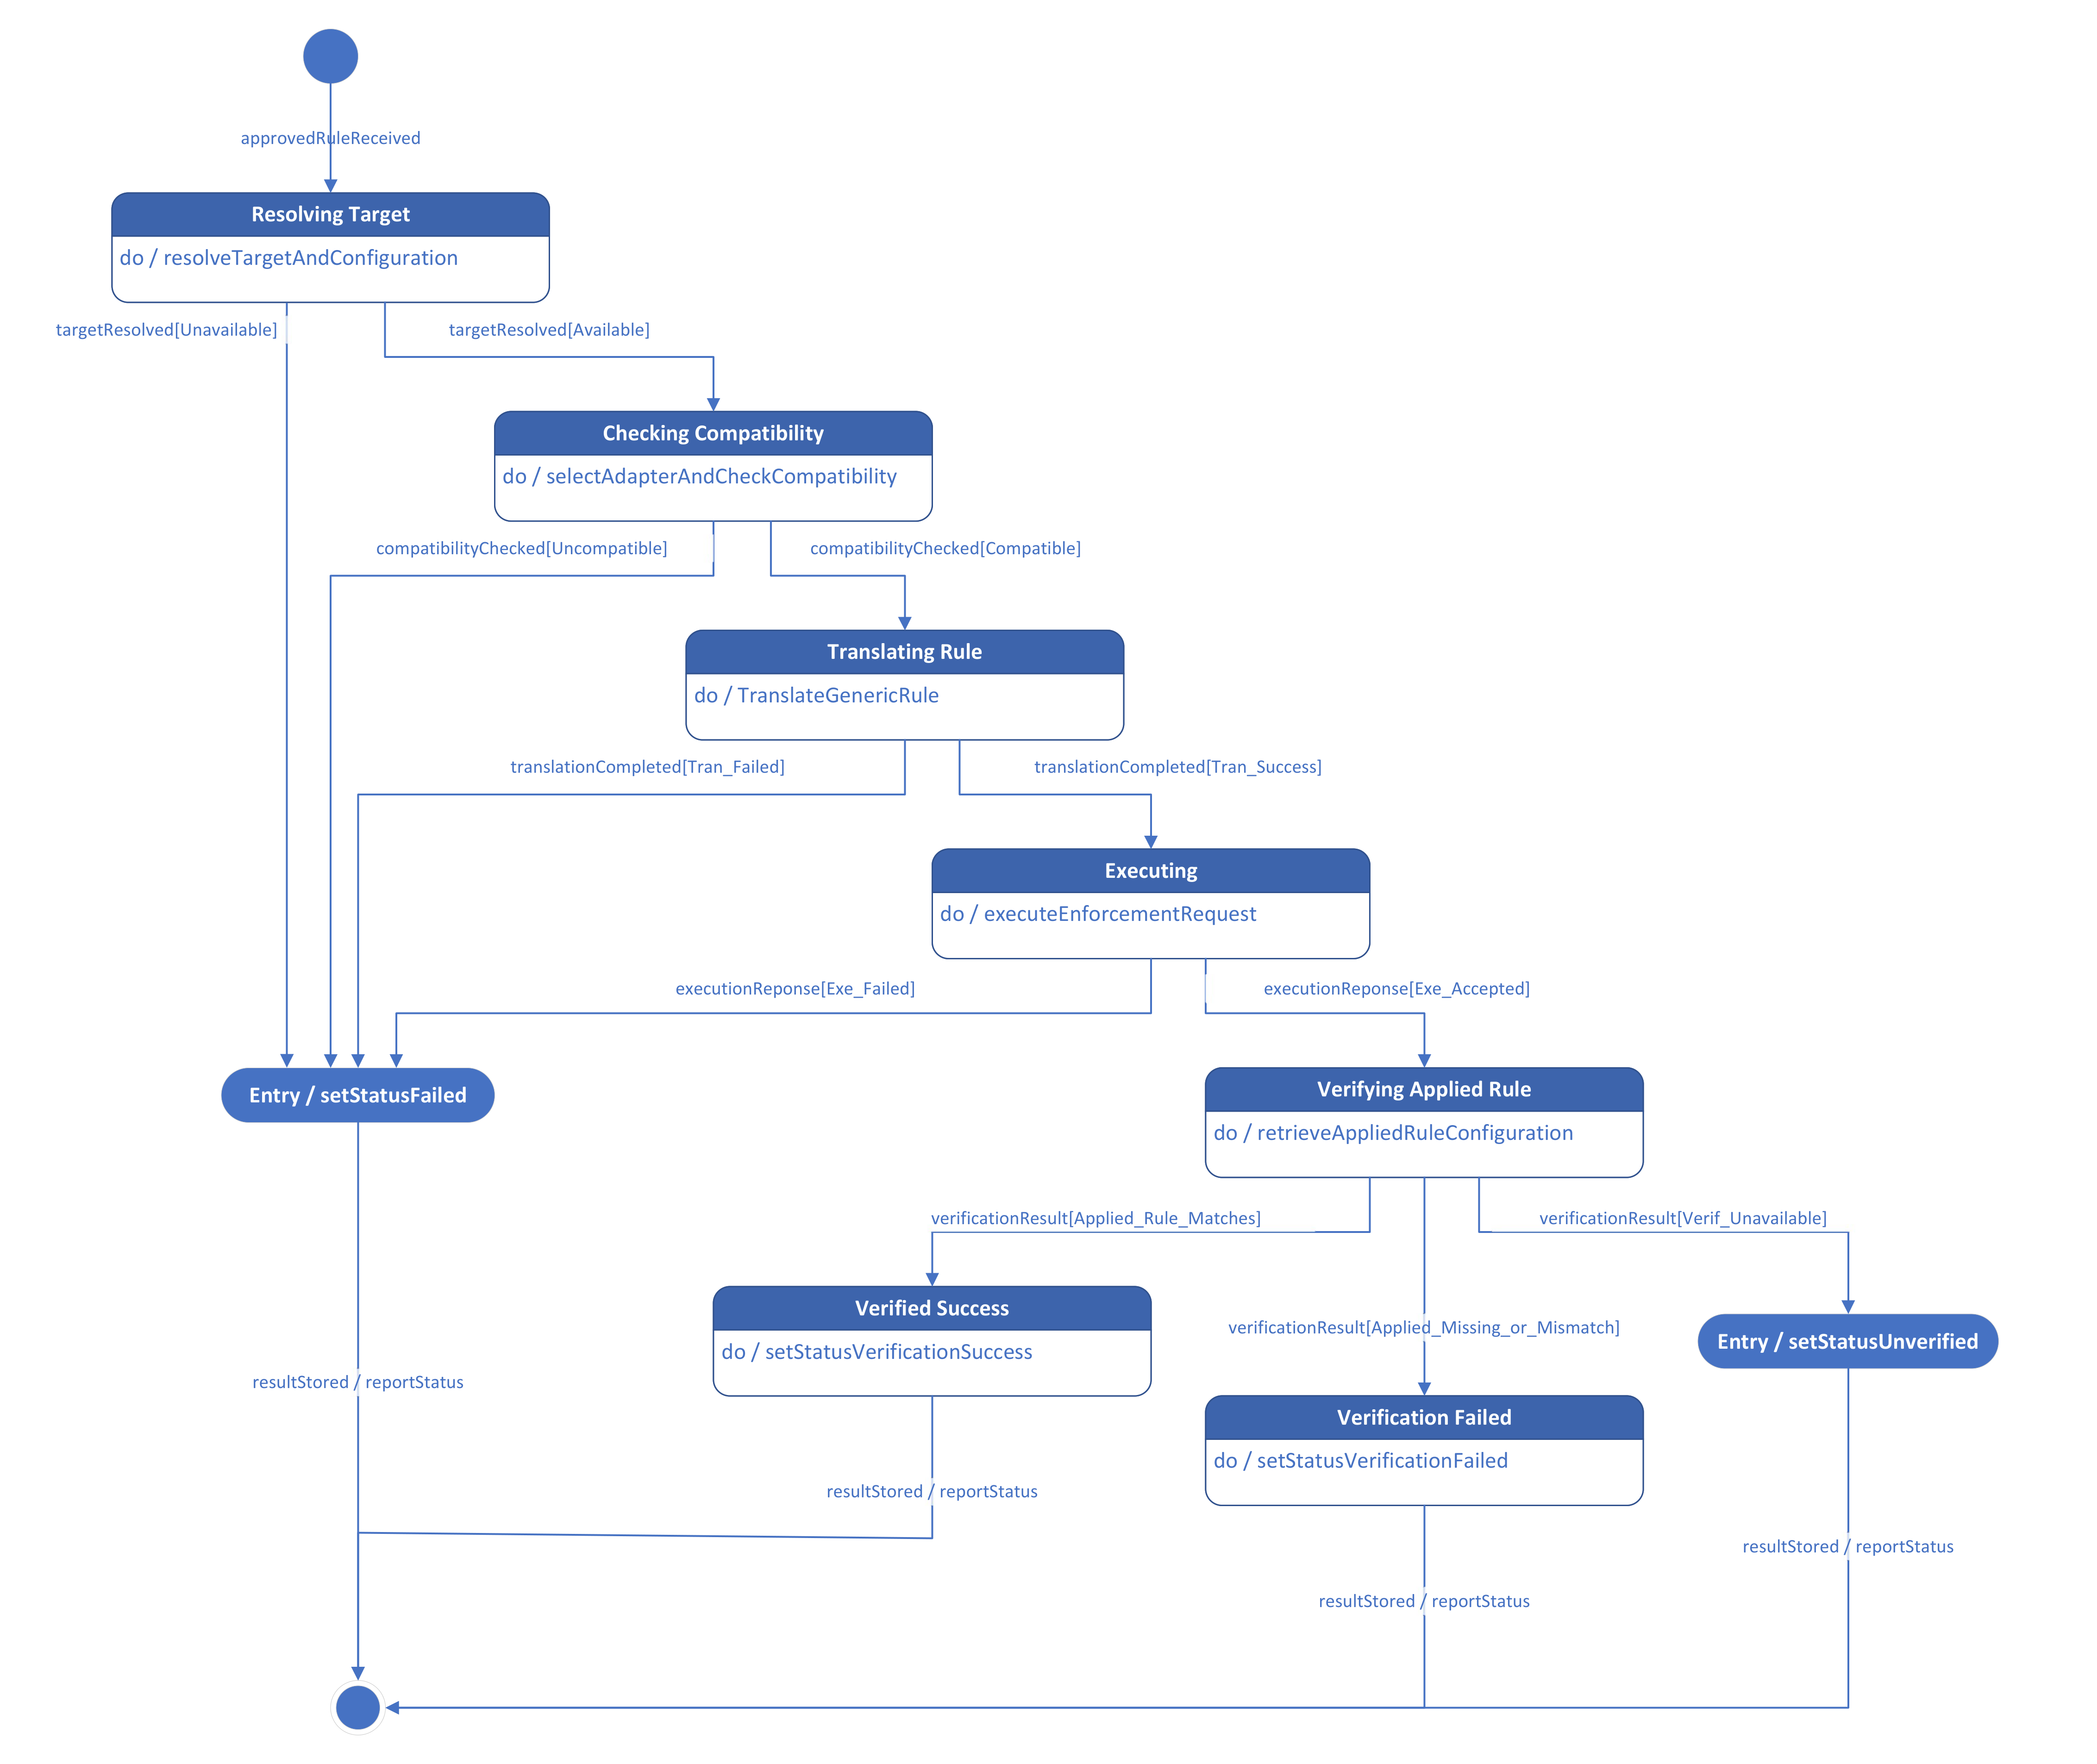 approvedRuleReceived
Resolving Target
do / resolveTargetAndConfiguration
targetResolved[Unavailable]
targetResolved[Available]
Checking Compatibility
do / selectAdapterAndCheckCompatibility
compatibilityChecked[Uncompatible]
compatibilityChecked[Compatible]
Translating Rule
do / TranslateGenericRule
translationCompleted[Tran_Failed]
translationCompleted[Tran_Success]
Executing
do / executeEnforcementRequest
executionReponse[Exe_Failed]
executionReponse[Exe_Accepted]
Entry / setStatusFailed
Verifying Applied Rule
do / retrieveAppliedRuleConfiguration
verificationResult[Applied_Rule_Matches]
verificationResult[Verif_Unavailable]
Verified Success
do / setStatusVerificationSuccess
verificationResult[Applied_Missing_or_Mismatch]
Entry / setStatusUnverified
resultStored / reportStatus
Verification Failed
do / setStatusVerificationFailed
resultStored / reportStatus
resultStored / reportStatus
resultStored / reportStatus